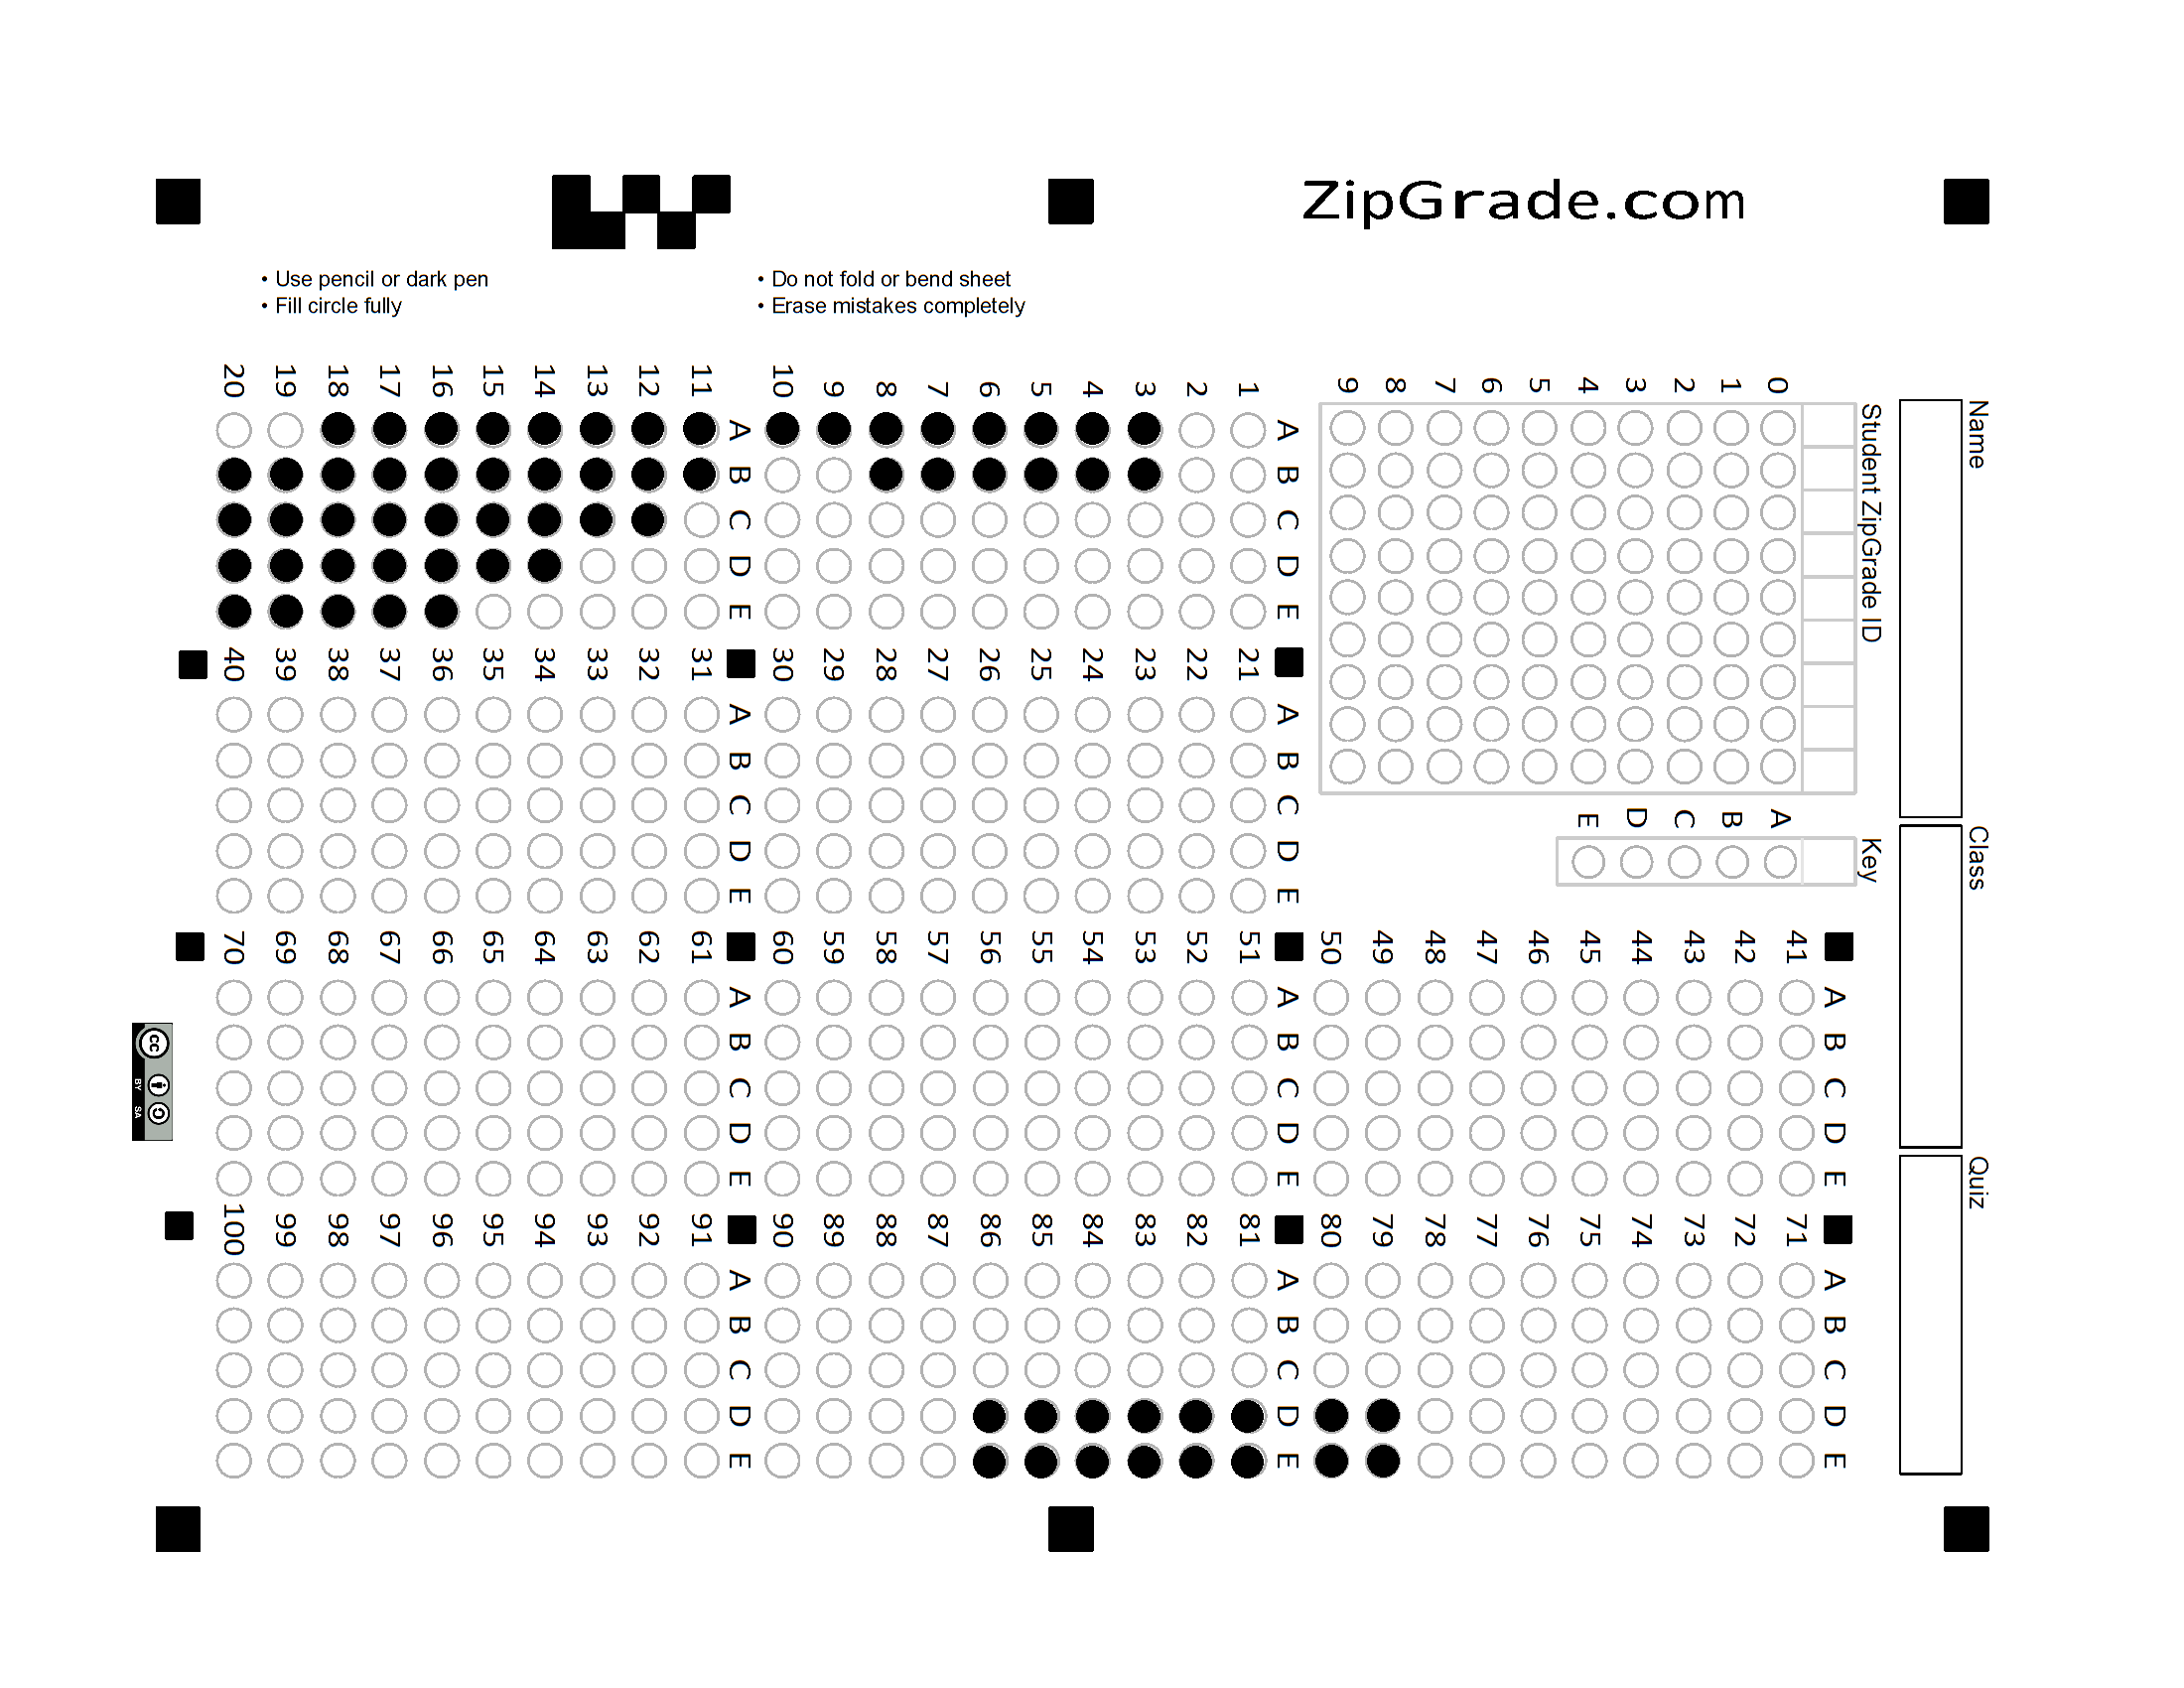 ZipGrade.com
• Use pencil or dark pen
• Fill circle fully
• Do not fold or bend sheet
• Erase mistakes completely
Name
Class
Quiz
Student ZipGrade ID
0 1 2 3 4 5 6 7 8 9
Key
A B C D E
1 2 3 4 5 6 7 8 9 10
A B C D E
11 12 13 14 15 16 17 18 19 20
A B C D E
21 22 23 24 25 26 27 28 29 30
A B C D E
31 32 33 34 35 36 37 38 39 40
A B C D E
41 42 43 44 45 46 47 48 49 50
A B C D E
51 52 53 54 55 56 57 58 59 60
A B C D E
61 62 63 64 65 66 67 68 69 70
A B C D E
71 72 73 74 75 76 77 78 79 80
A B C D E
81 82 83 84 85 86 87 88 89 90
A B C D E
91 92 93 94 95 96 97 98 99 100
A B C D E
cc
BY SA